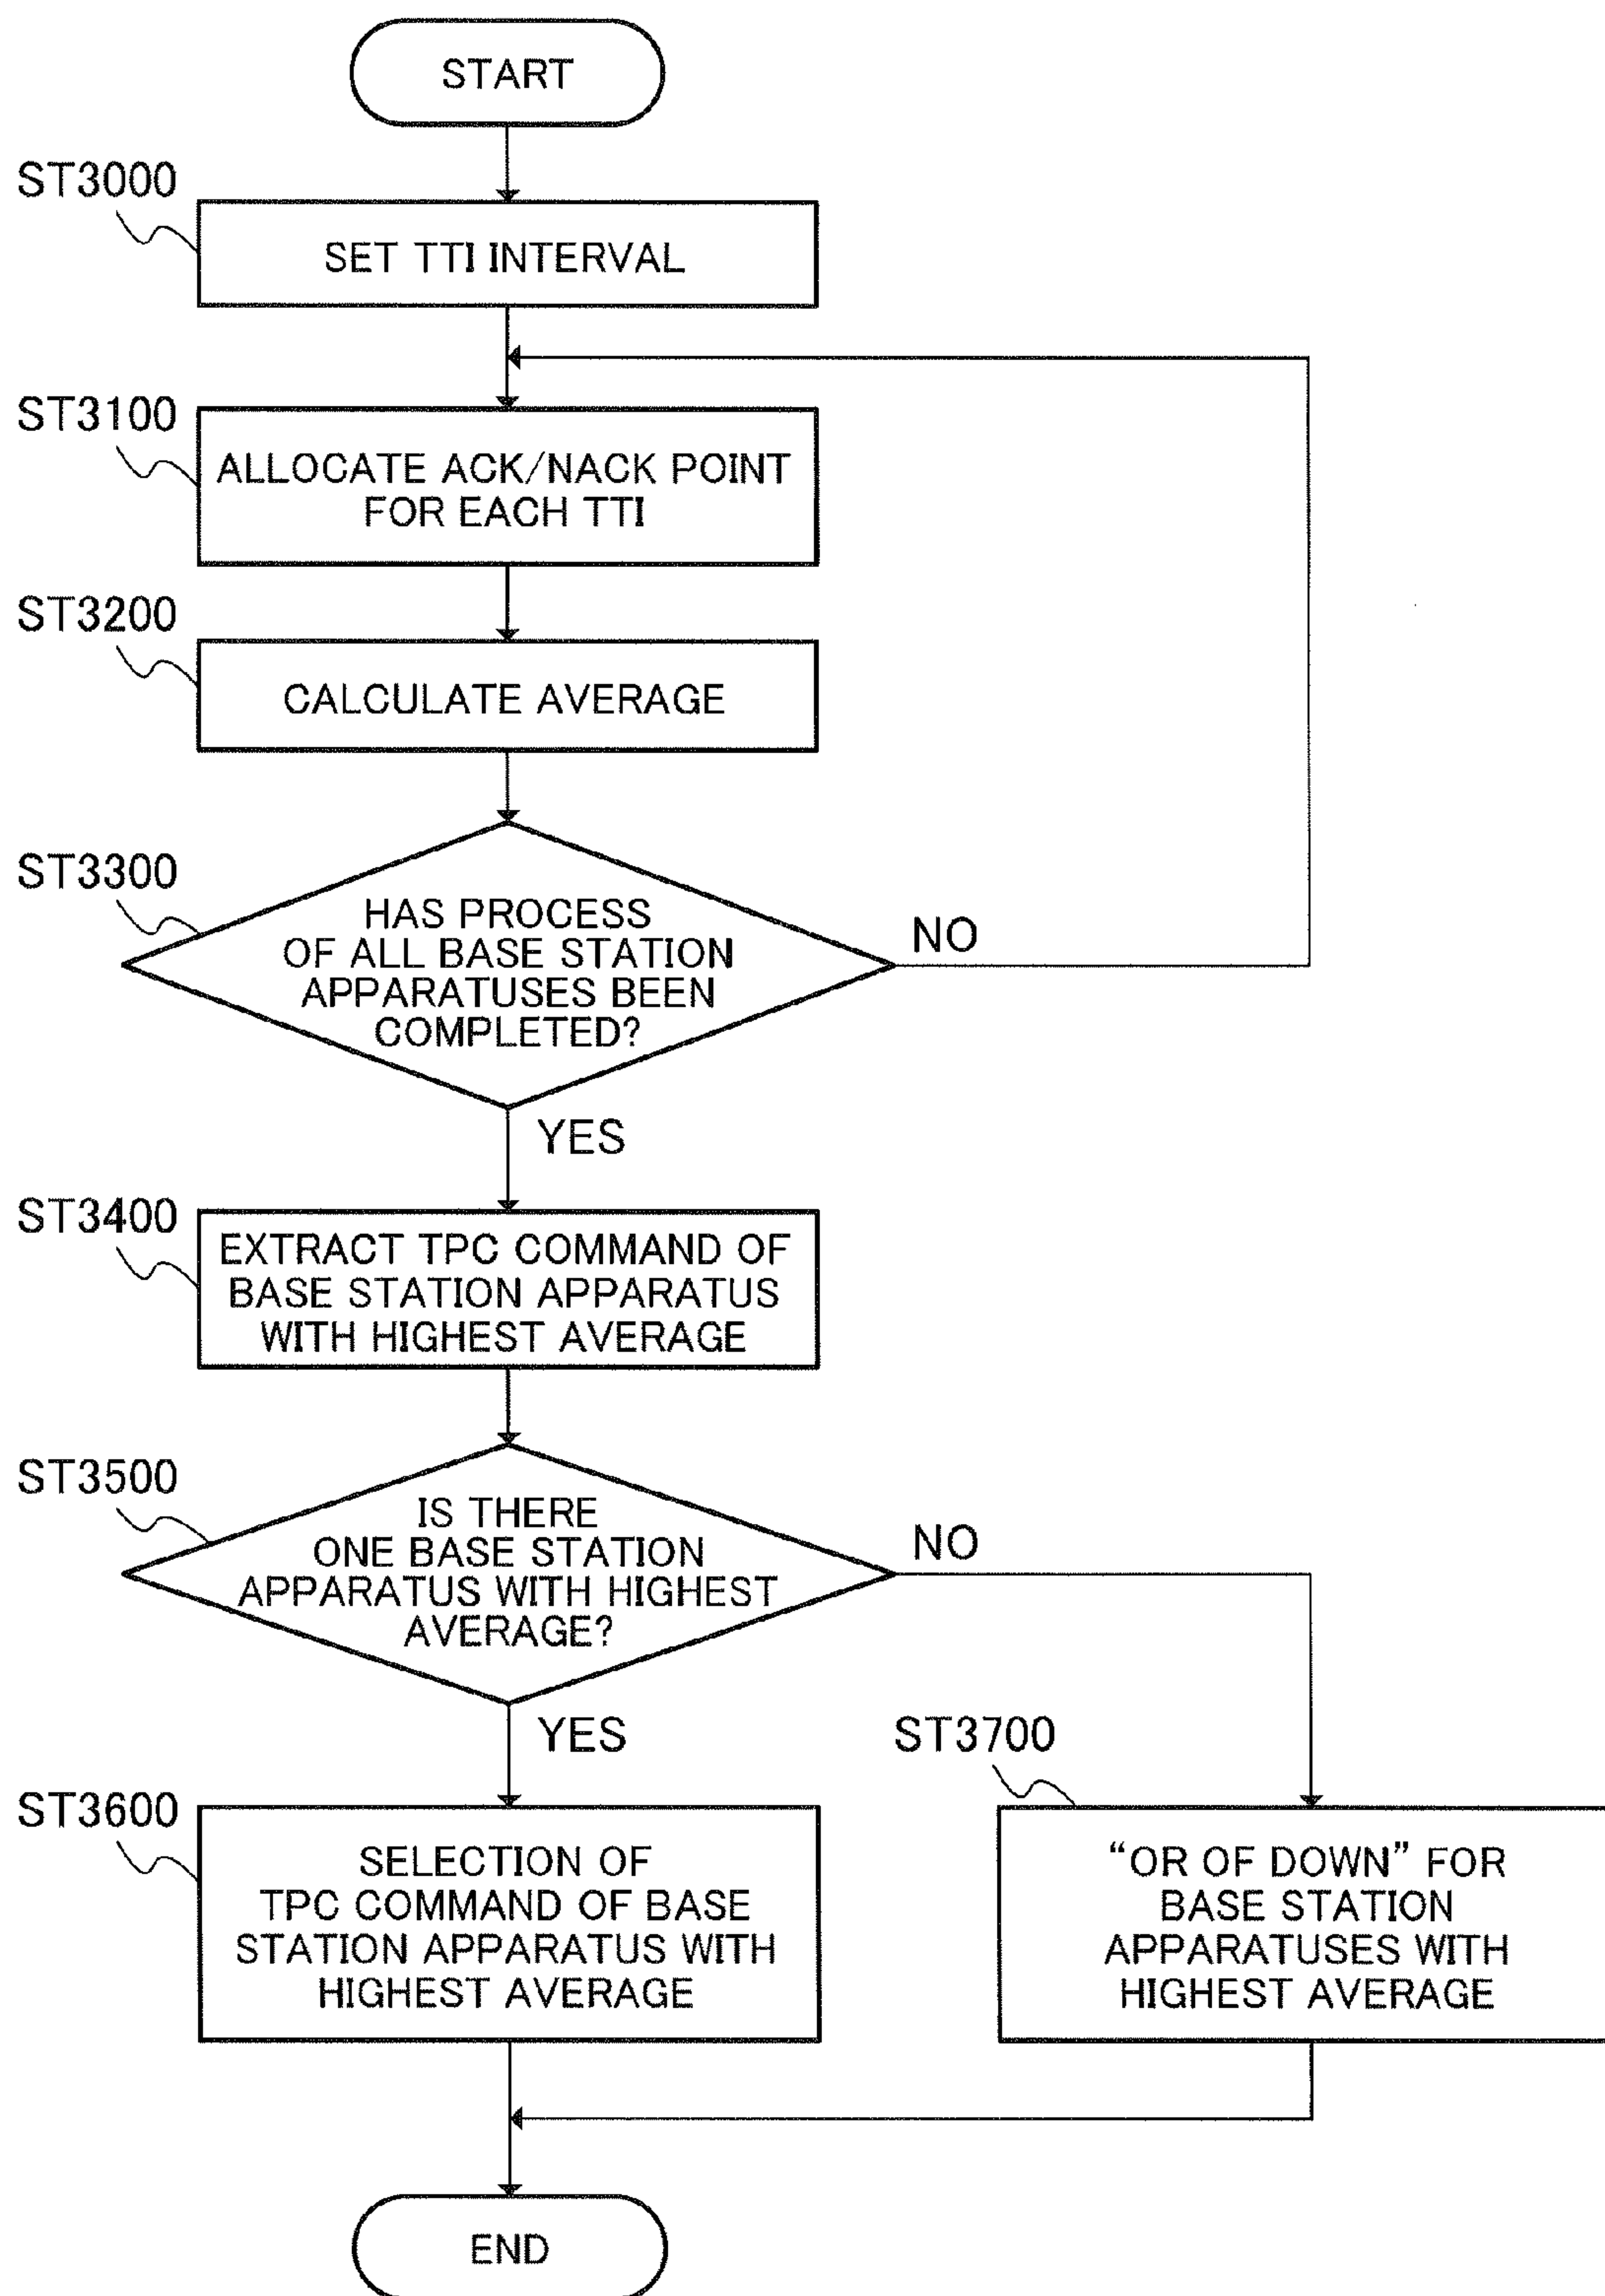 START
ST3000
SET TTI INTERVAL
ST3100
ALLOCATE ACK/NACK POINT
FOR EACH TTI
ST3200
CALCULATE AVERAGE
ST3300
HAS PROCESS
OF ALL BASE STATION
APPARATUSES BEEN
COMPLETED?
NO
YES
ST3400
EXTRACT TPC COMMAND OF
BASE STATION APPARATUS
WITH HIGHEST AVERAGE
ST3500
IS THERE
ONE BASE STATION
APPARATUS WITH HIGHEST
AVERAGE?
NO
YES
ST3600
SELECTION OF
TPC COMMAND OF BASE
STATION APPARATUS WITH
HIGHEST AVERAGE
ST3700
“OR OF DOWN” FOR
BASE STATION
APPARATUSES WITH
HIGHEST AVERAGE
END